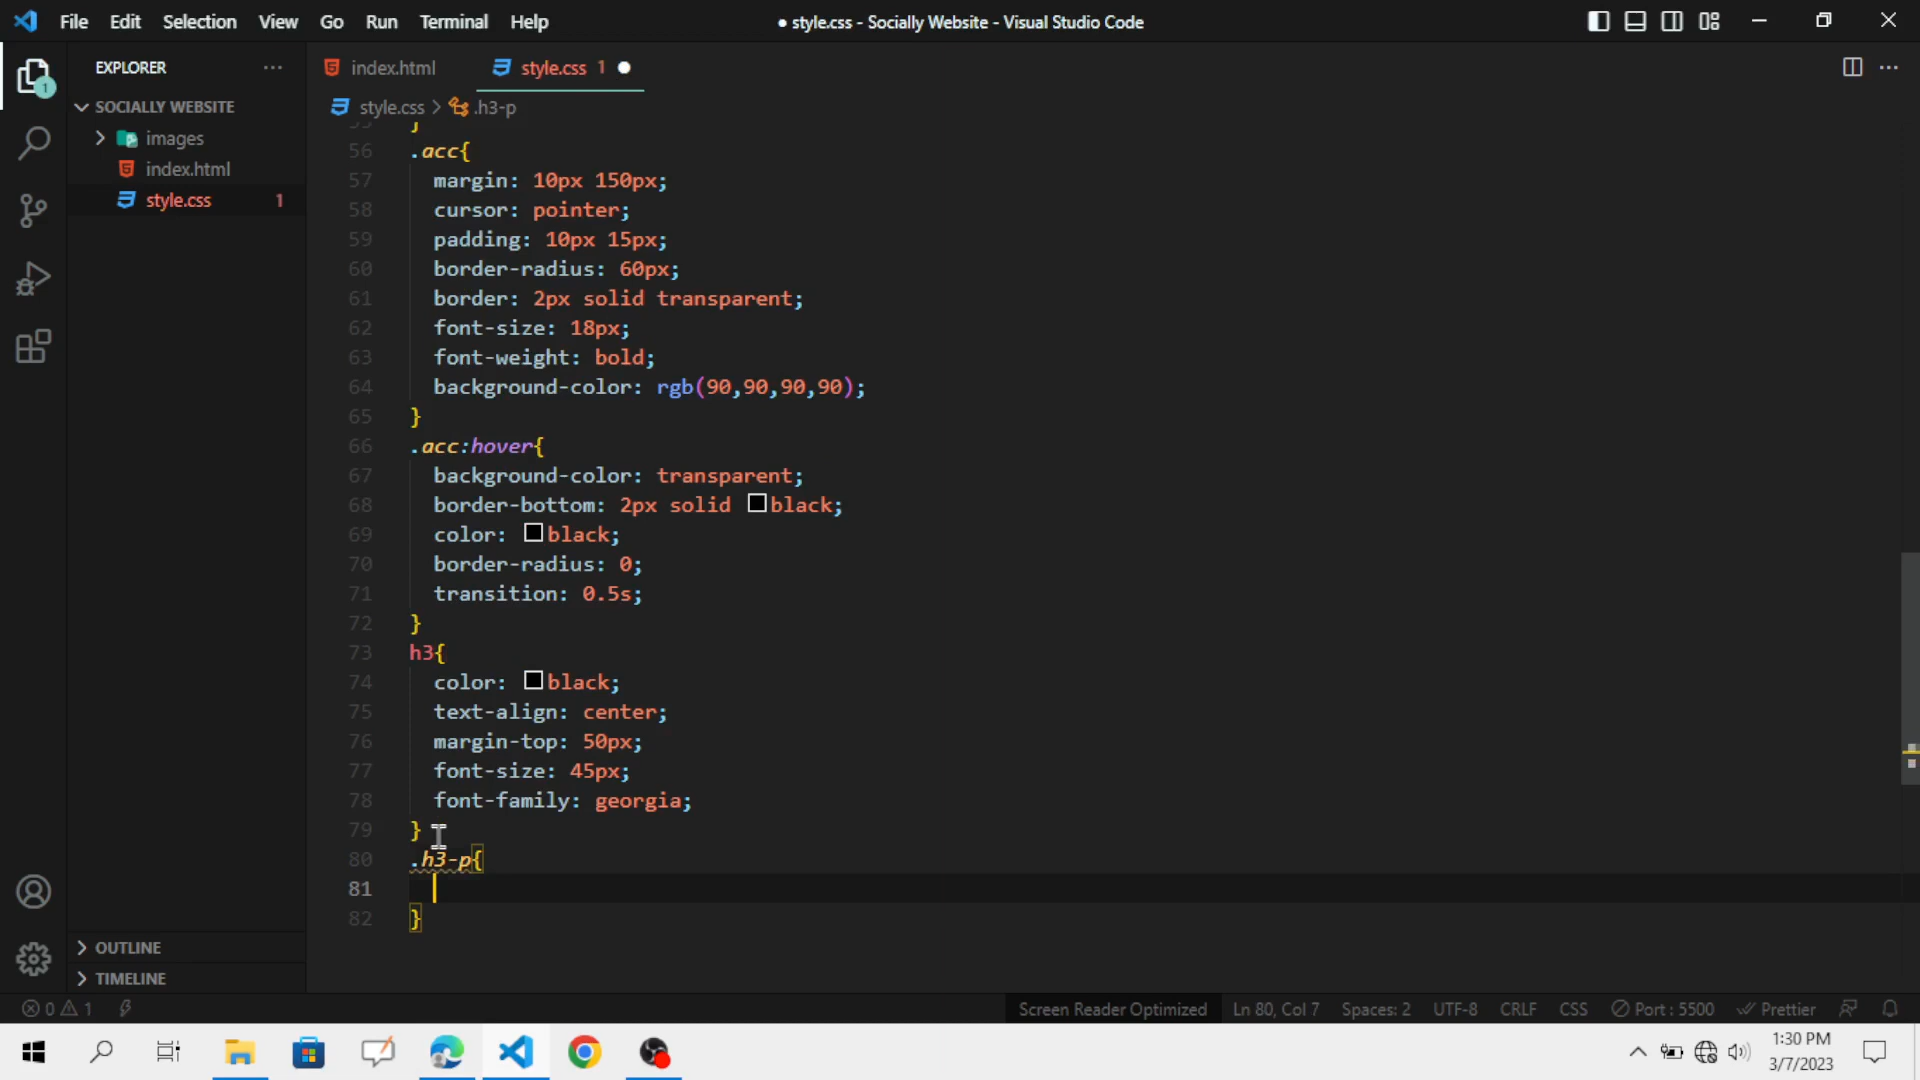 File Edit Selection View Go Run Terminal Help
● style.css - Socially Website - Visual Studio Code
EXPLORER
index.html
style.css 1
SOCIALLY WEBSITE
style.css > .h3-p
images
index.html
style.css 1
56 .acc{
57 margin: 10px 150px;
58 cursor: pointer;
59 padding: 10px 15px;
60 border-radius: 60px;
61 border: 2px solid transparent;
62 font-size: 18px;
63 font-weight: bold;
64 background-color: rgb(90,90,90,90);
65 }
66 .acc:hover{
67 background-color: transparent;
68 border-bottom: 2px solid black;
69 color: black;
70 border-radius: 0;
71 transition: 0.5s;
72 }
73 h3{
74 color: black;
75 text-align: center;
76 margin-top: 50px;
77 font-size: 45px;
78 font-family: georgia;
79 }
80 .h3-p{
81
82 }
OUTLINE
TIMELINE
0 1 Screen Reader Optimized Ln 80, Col 7 Spaces: 2 UTF-8 CRLF CSS Port : 5500 Prettier
1:30 PM
3/7/2023